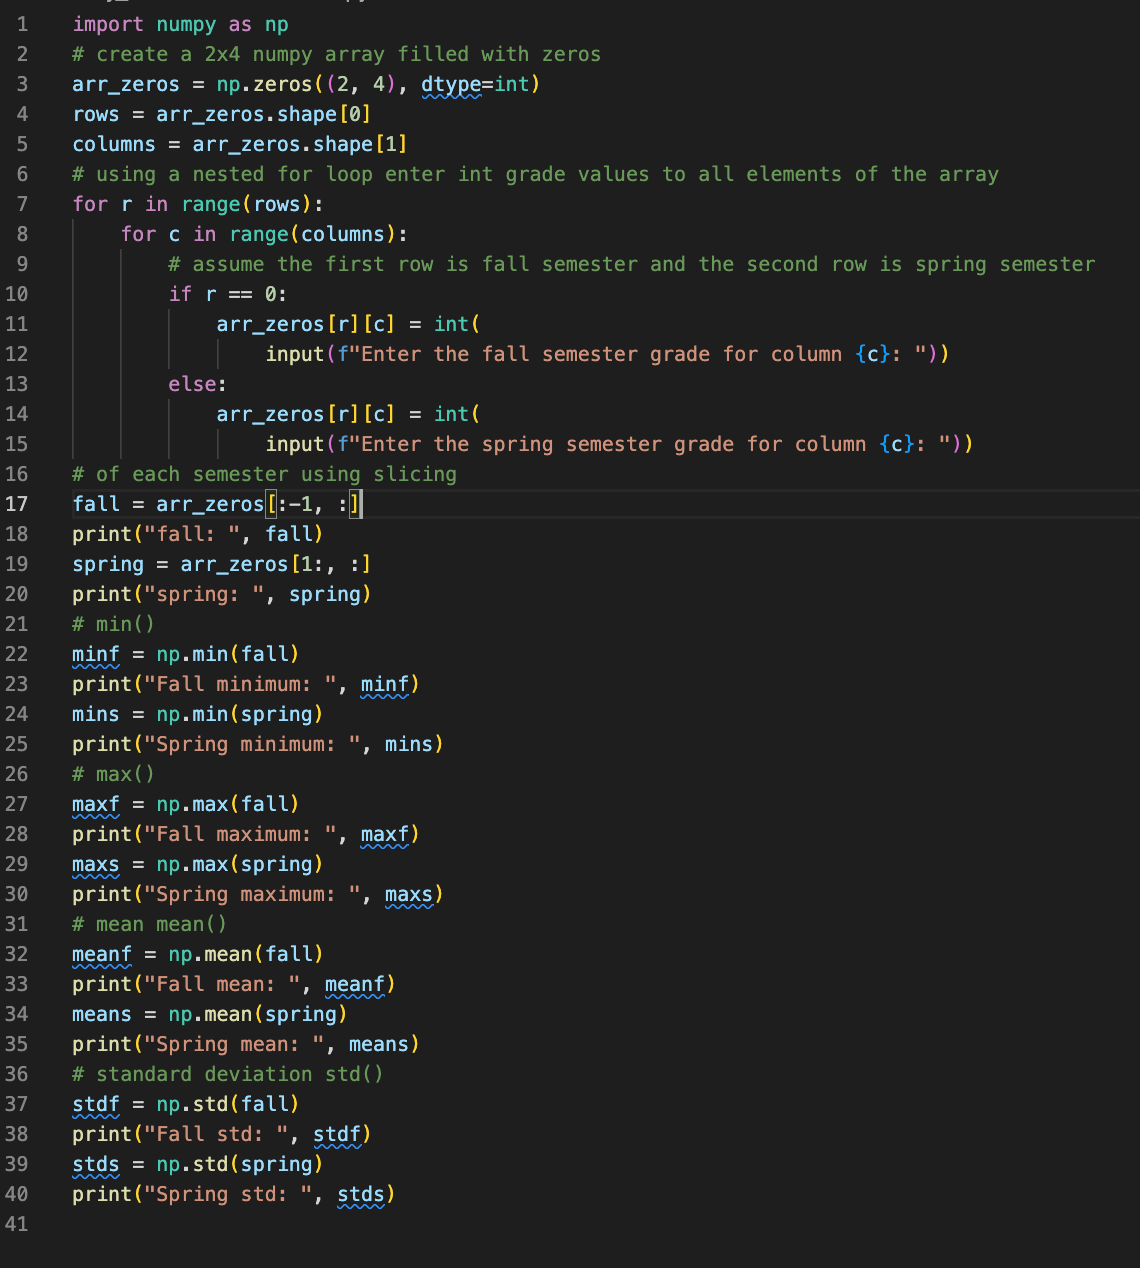 1 import numpy as np
2 # create a 2x4 numpy array filled with zeros
3 arr_zeros = np.zeros((2, 4), dtype=int)
4 rows = arr_zeros.shape[0]
5 columns = arr_zeros.shape[1]
6 # using a nested for loop enter int grade values to all elements of the array
7 for r in range(rows):
8     for c in range(columns):
9         # assume the first row is fall semester and the second row is spring semester
10         if r == 0:
11             arr_zeros[r][c] = int(
12                 input(f"Enter the fall semester grade for column {c}: "))
13         else:
14             arr_zeros[r][c] = int(
15                 input(f"Enter the spring semester grade for column {c}: "))
16 # of each semester using slicing
17 fall = arr_zeros[:-1, :]
18 print("fall: ", fall)
19 spring = arr_zeros[1:, :]
20 print("spring: ", spring)
21 # min()
22 minf = np.min(fall)
23 print("Fall minimum: ", minf)
24 mins = np.min(spring)
25 print("Spring minimum: ", mins)
26 # max()
27 maxf = np.max(fall)
28 print("Fall maximum: ", maxf)
29 maxs = np.max(spring)
30 print("Spring maximum: ", maxs)
31 # mean mean()
32 meanf = np.mean(fall)
33 print("Fall mean: ", meanf)
34 means = np.mean(spring)
35 print("Spring mean: ", means)
36 # standard deviation std()
37 stdf = np.std(fall)
38 print("Fall std: ", stdf)
39 stds = np.std(spring)
40 print("Spring std: ", stds)
41